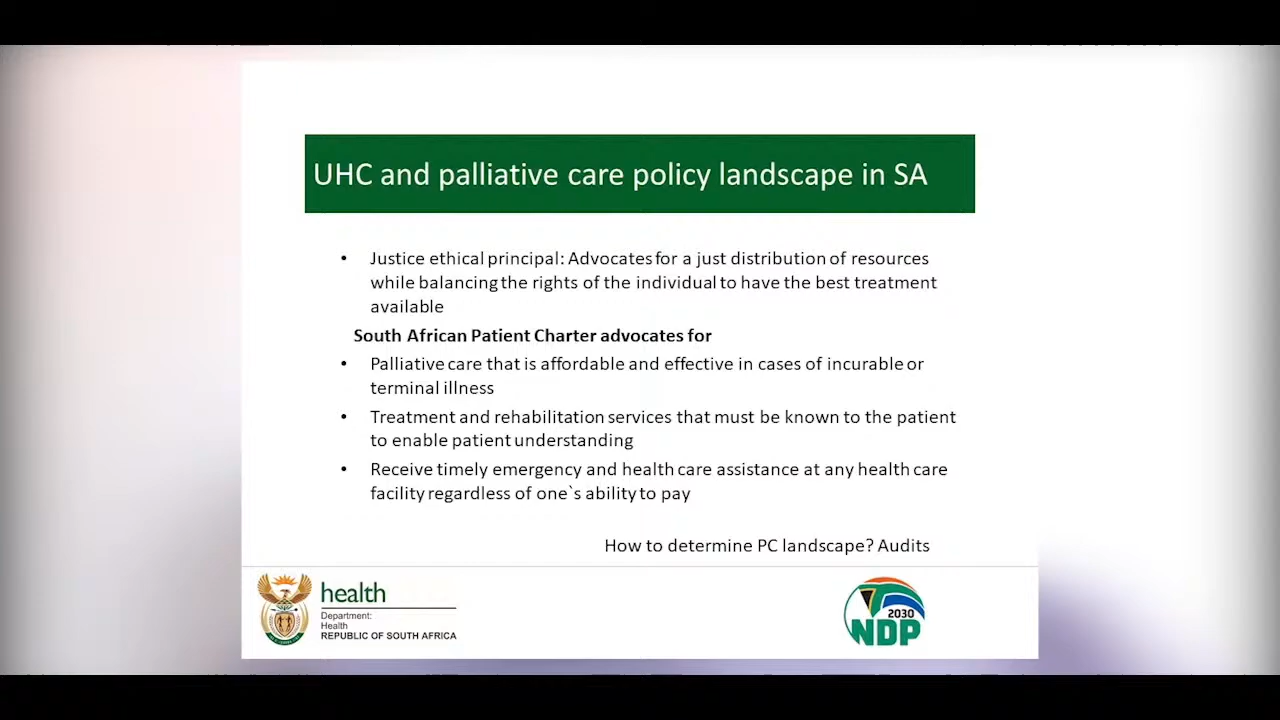 UHC and palliative care policy landscape in SA
• Justice ethical principal: Advocates for a just distribution of resources
while balancing the rights of the individual to have the best treatment
available
South African Patient Charter advocates for
• Palliative care that is affordable and effective in cases of incurable or
terminal illness
• Treatment and rehabilitation services that must be known to the patient
to enable patient understanding
• Receive timely emergency and health care assistance at any health care
facility regardless of one`s ability to pay
How to determine PC landscape? Audits
health
Department:
Health
REPUBLIC OF SOUTH AFRICA
2030
NDP